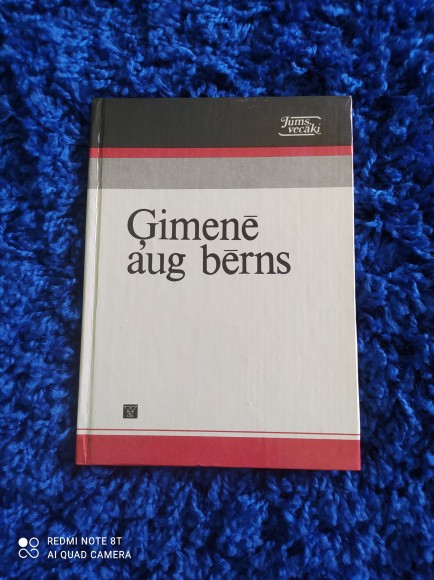 Jums,
vecāki
Ģimenē
aug bērns
REDMI NOTE 8T
AI QUAD CAMERA